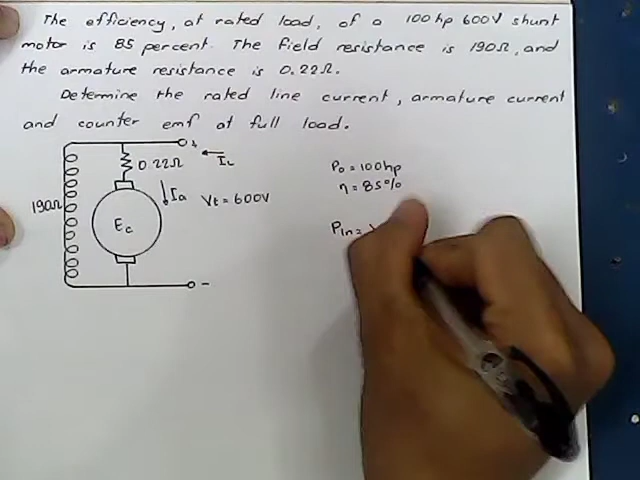 The efficiency, at rated load, of a 100hp 600V shunt
motor is 85 percent. The field resistance is 190Ω, and
the armature resistance is 0.22Ω.
Determine the rated line current, armature current
and counter emf at full load.
+
0.22Ω
IL
Ia
190Ω
Vt = 600V
Ec
-
Po = 100hp
η = 85%
Pin =